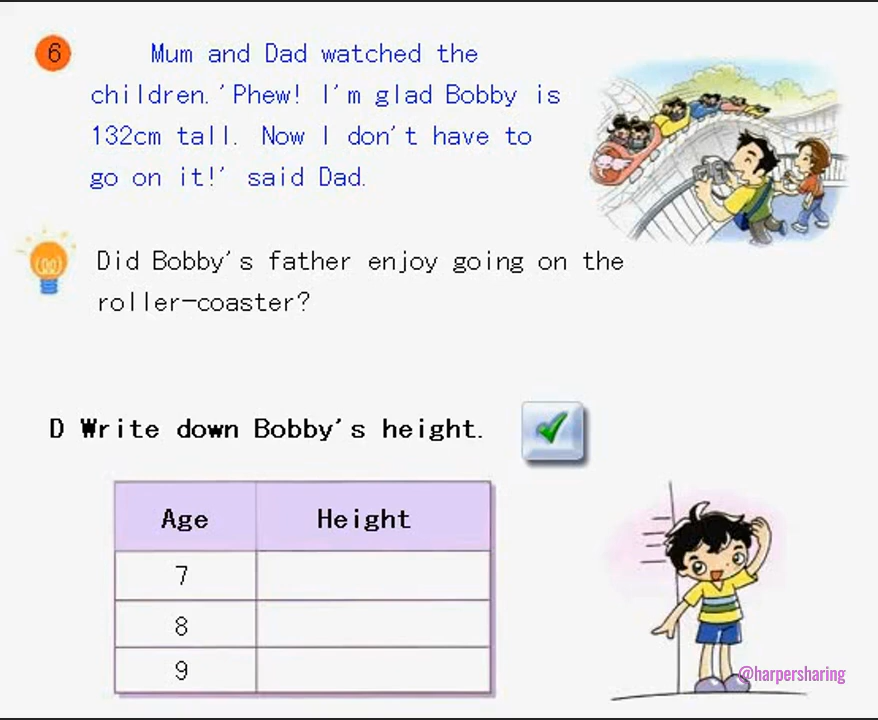 6
Mum and Dad watched the
children.'Phew! I'm glad Bobby is
132cm tall. Now I don't have to
go on it!' said Dad.
Did Bobby's father enjoy going on the
roller-coaster?
D Write down Bobby's height.
Age Height
7
8
9
@harpersharing